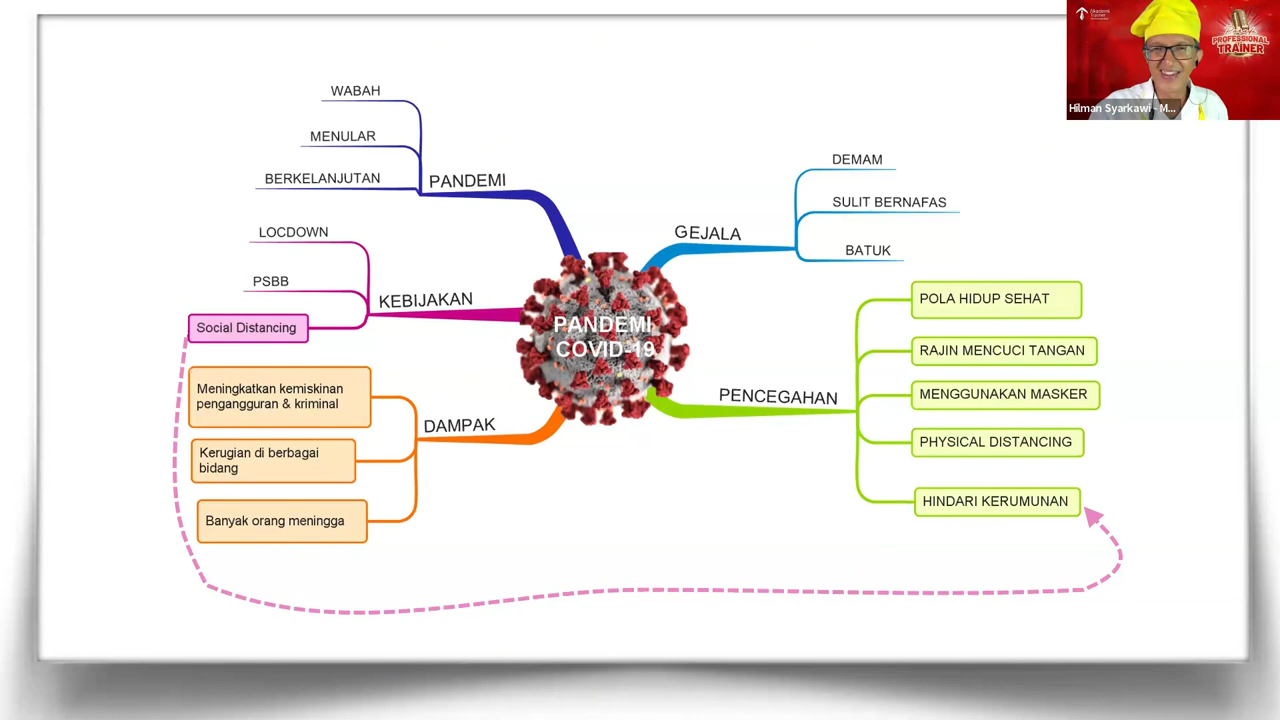 WABAH
MENULAR
BERKELANJUTAN
PANDEMI
LOCDOWN
PSBB
Social Distancing
KEBIJAKAN
Meningkatkan kemiskinan
pengangguran & kriminal
Kerugian di berbagai
bidang
Banyak orang meningga
DAMPAK
PANDEMI
COVID-19
GEJALA
DEMAM
SULIT BERNAFAS
BATUK
PENCEGAHAN
POLA HIDUP SEHAT
RAJIN MENCUCI TANGAN
MENGGUNAKAN MASKER
PHYSICAL DISTANCING
HINDARI KERUMUNAN
Akademi
Trainer
PROFESSIONAL
TRAINER
Hilman Syarkawi - M...